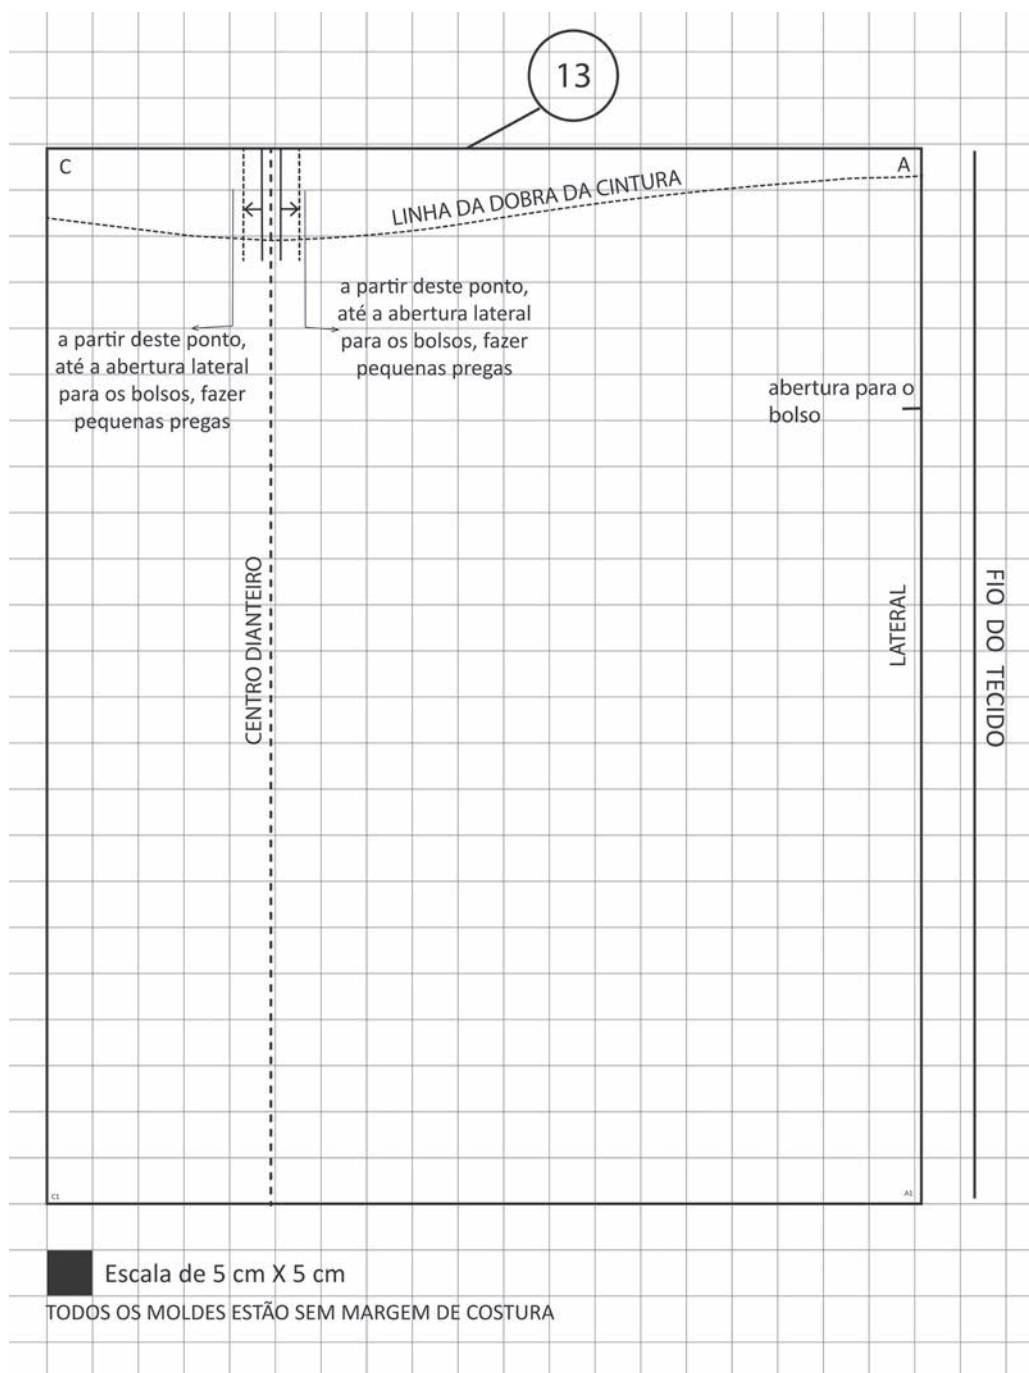 13
C
A
LINHA DA DOBRA DA CINTURA
a partir deste ponto,
até a abertura lateral
para os bolsos, fazer
pequenas pregas
a partir deste ponto,
até a abertura lateral
para os bolsos, fazer
pequenas pregas
abertura para o
bolso
CENTRO DIANTEIRO
LATERAL
FIO DO TECIDO
C1
A1
Escala de 5 cm X 5 cm
TODOS OS MOLDES ESTÃO SEM MARGEM DE COSTURA